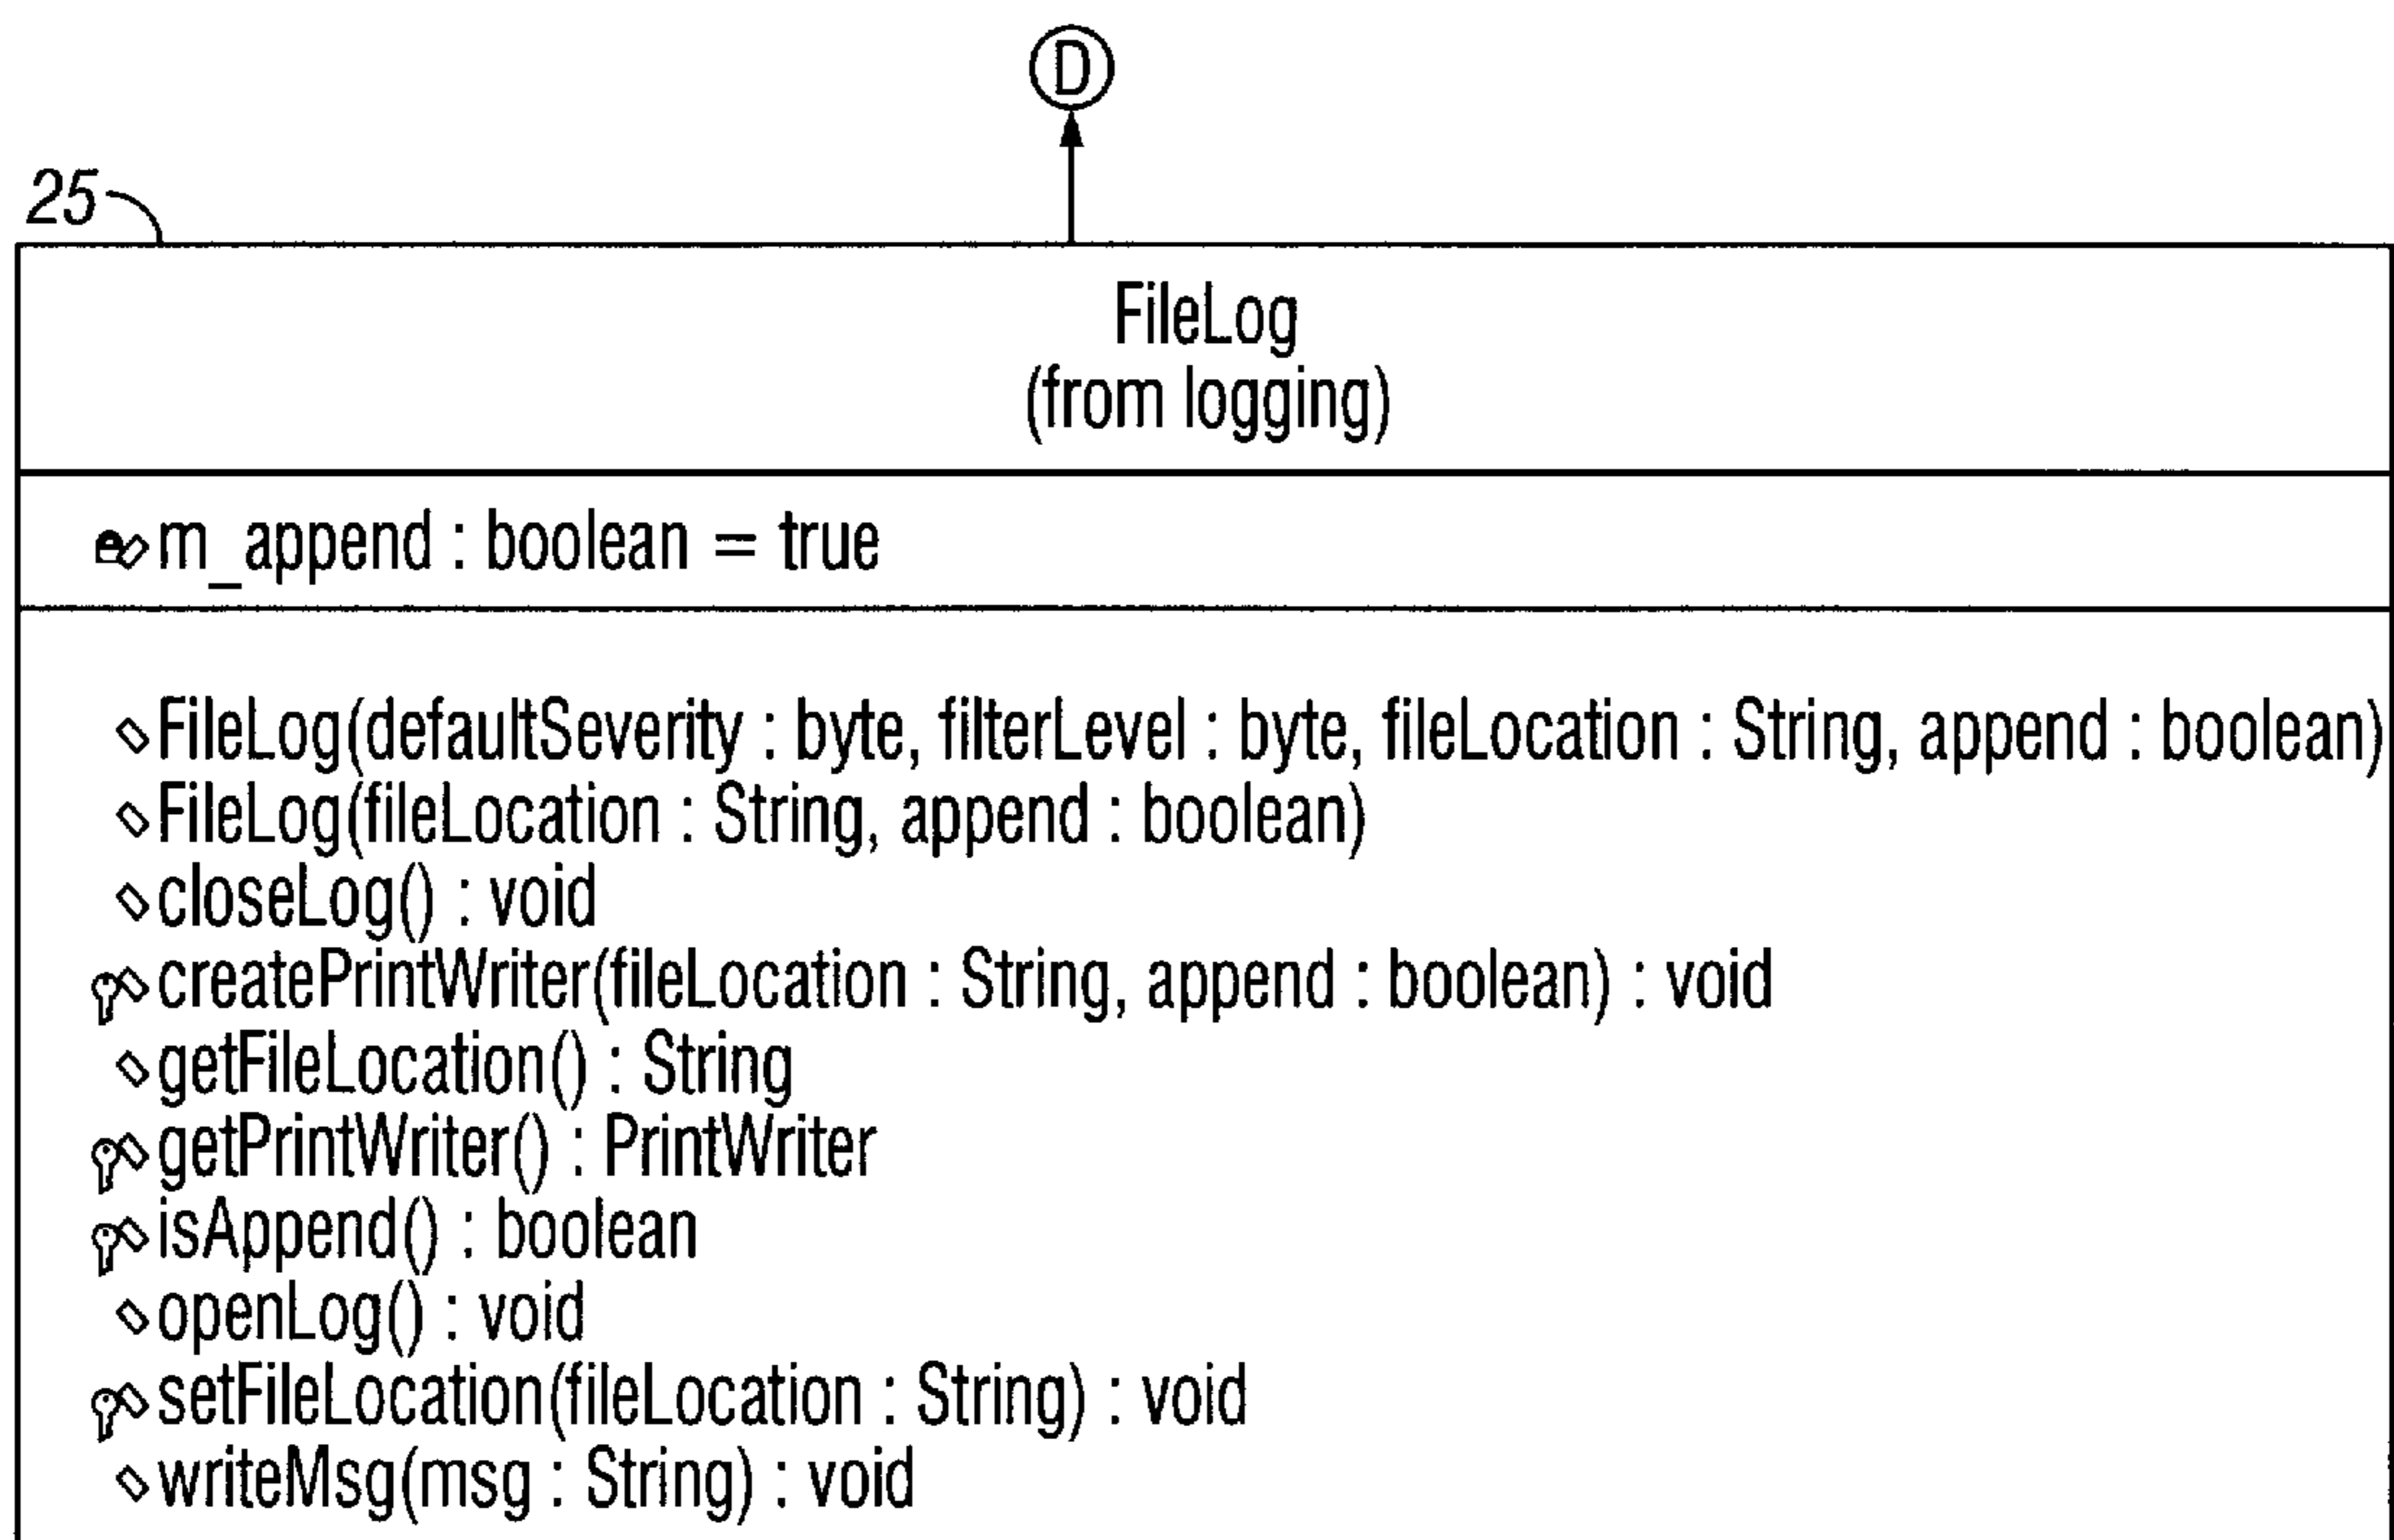 D
25
FileLog
(from logging)
m_append : boolean = true
FileLog(defaultSeverity : byte, filterLevel : byte, fileLocation : String, append : boolean)
FileLog(fileLocation : String, append : boolean)
closeLog() : void
createPrintWriter(fileLocation : String, append : boolean) : void
getFileLocation() : String
getPrintWriter() : PrintWriter
isAppend() : boolean
openLog() : void
setFileLocation(fileLocation : String) : void
writeMsg(msg : String) : void